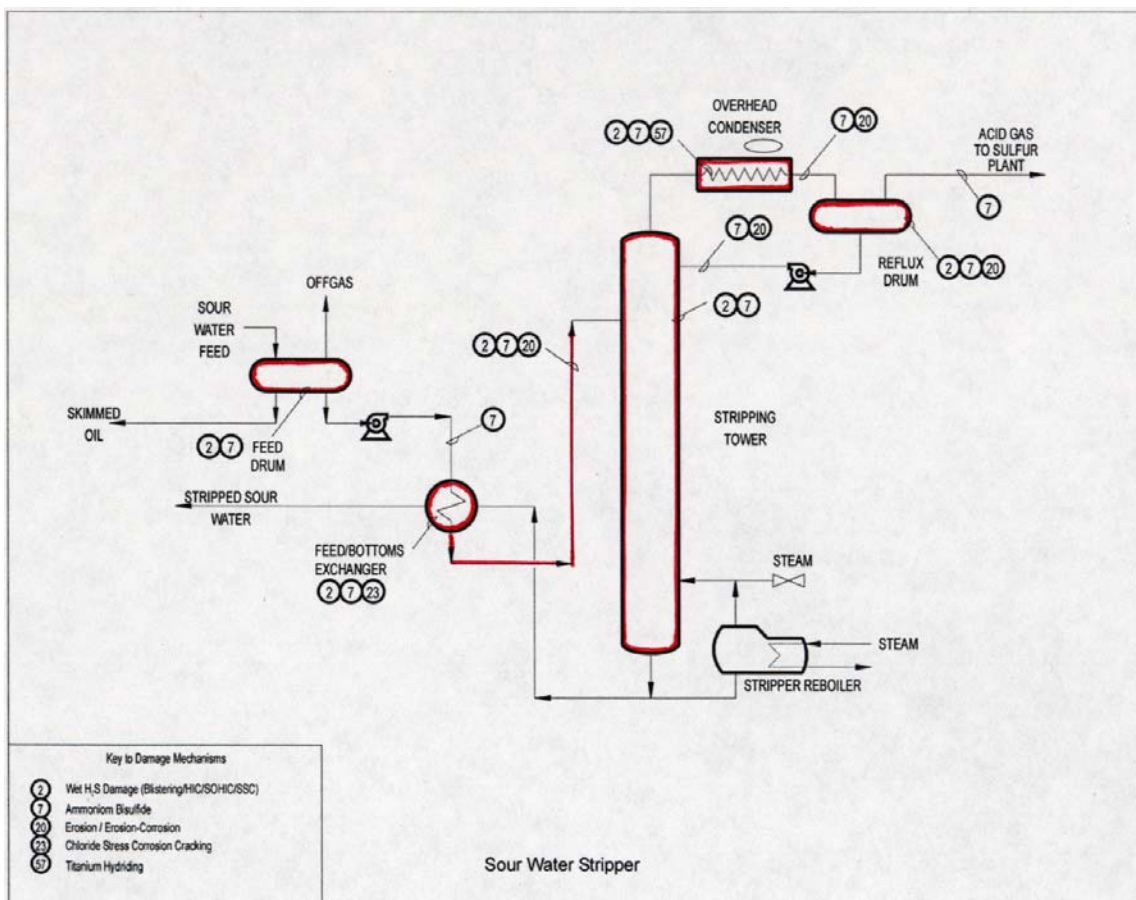 OVERHEAD
CONDENSER
2 7 57
7 20
ACID GAS
TO SULFUR
PLANT
7
7 20
REFLUX
DRUM
2 7 20
2 7
OFFGAS
SOUR
WATER
FEED
2 7 20
SKIMMED
OIL
2 7
FEED
DRUM
7
STRIPPING
TOWER
STRIPPED SOUR
WATER
FEED/BOTTOMS
EXCHANGER
2 7 23
STEAM
STEAM
STRIPPER REBOILER
Key to Damage Mechanisms
2 Wet H₂S Damage (Blistering/HIC/SOHIC/SSC)
7 Ammoniom Bisulfide
20 Erosion / Erosion-Corrosion
23 Chloride Stress Corrosion Cracking
57 Titanium Hydriding
Sour Water Stripper